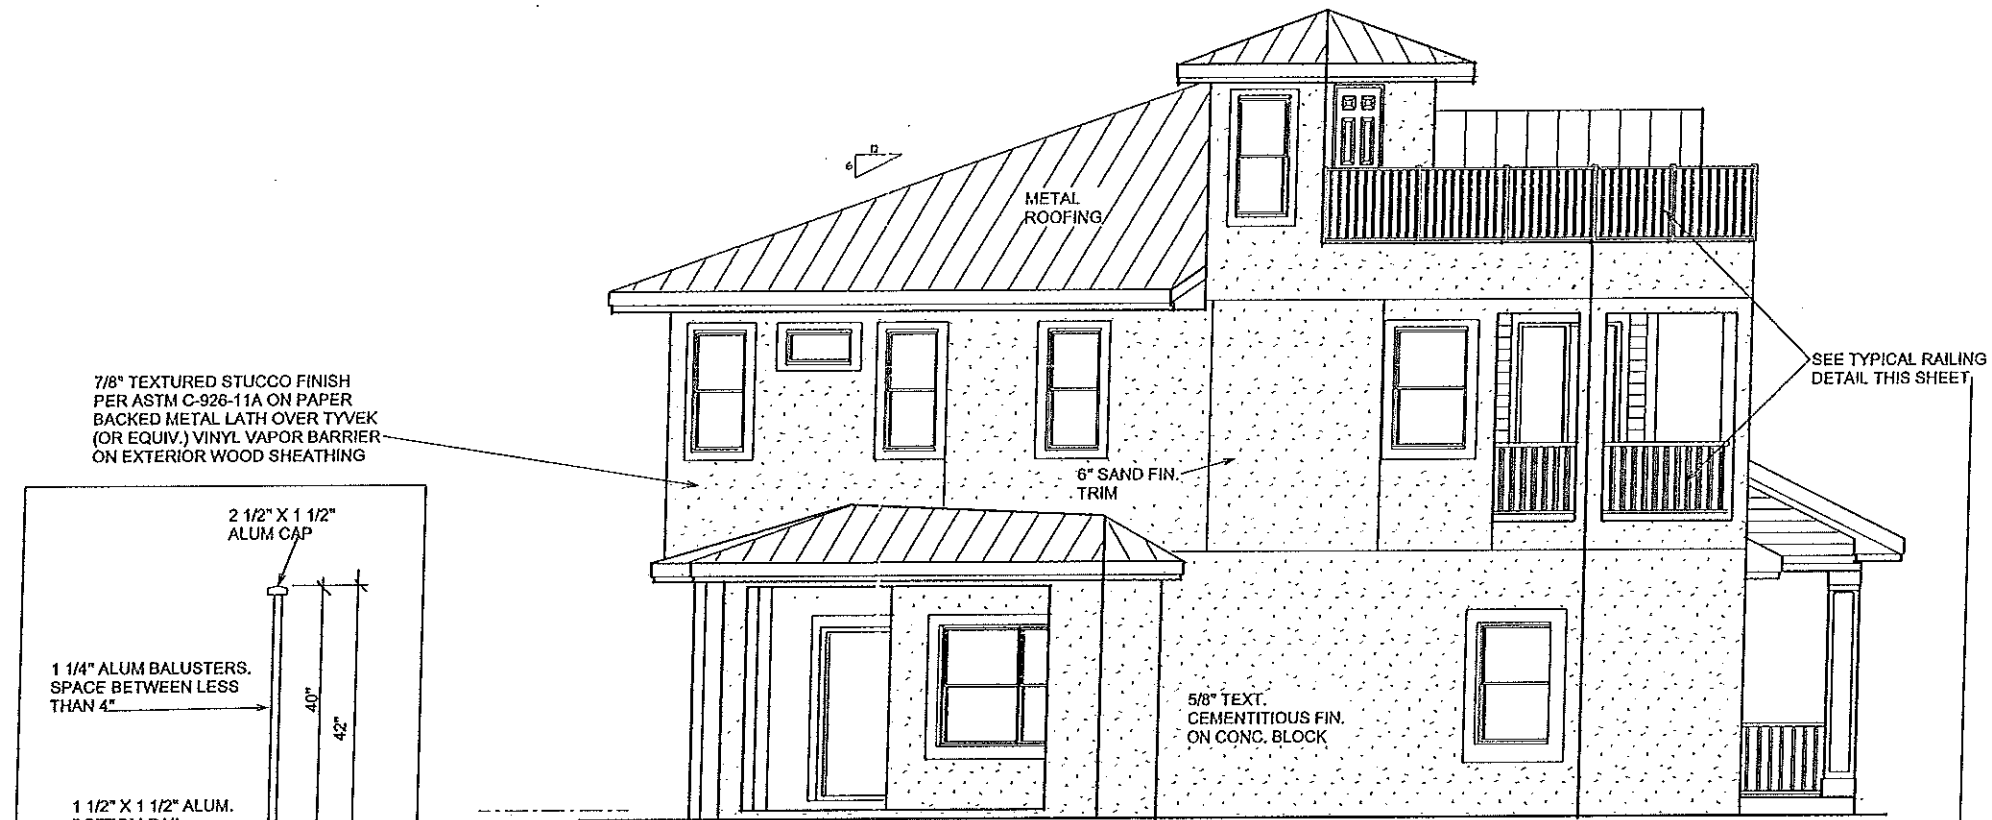 12
6
METAL
ROOFING
7/8" TEXTURED STUCCO FINISH
PER ASTM C-926-11A ON PAPER
BACKED METAL LATH OVER TYVEK
(OR EQUIV.) VINYL VAPOR BARRIER
ON EXTERIOR WOOD SHEATHING
SEE TYPICAL RAILING
DETAIL THIS SHEET
6" SAND FIN.
TRIM
2 1/2" X 1 1/2"
ALUM CAP
1 1/4" ALUM BALUSTERS.
SPACE BETWEEN LESS
THAN 4"
40"
42"
5/8" TEXT.
CEMENTITIOUS FIN.
ON CONC. BLOCK
1 1/2" X 1 1/2" ALUM.